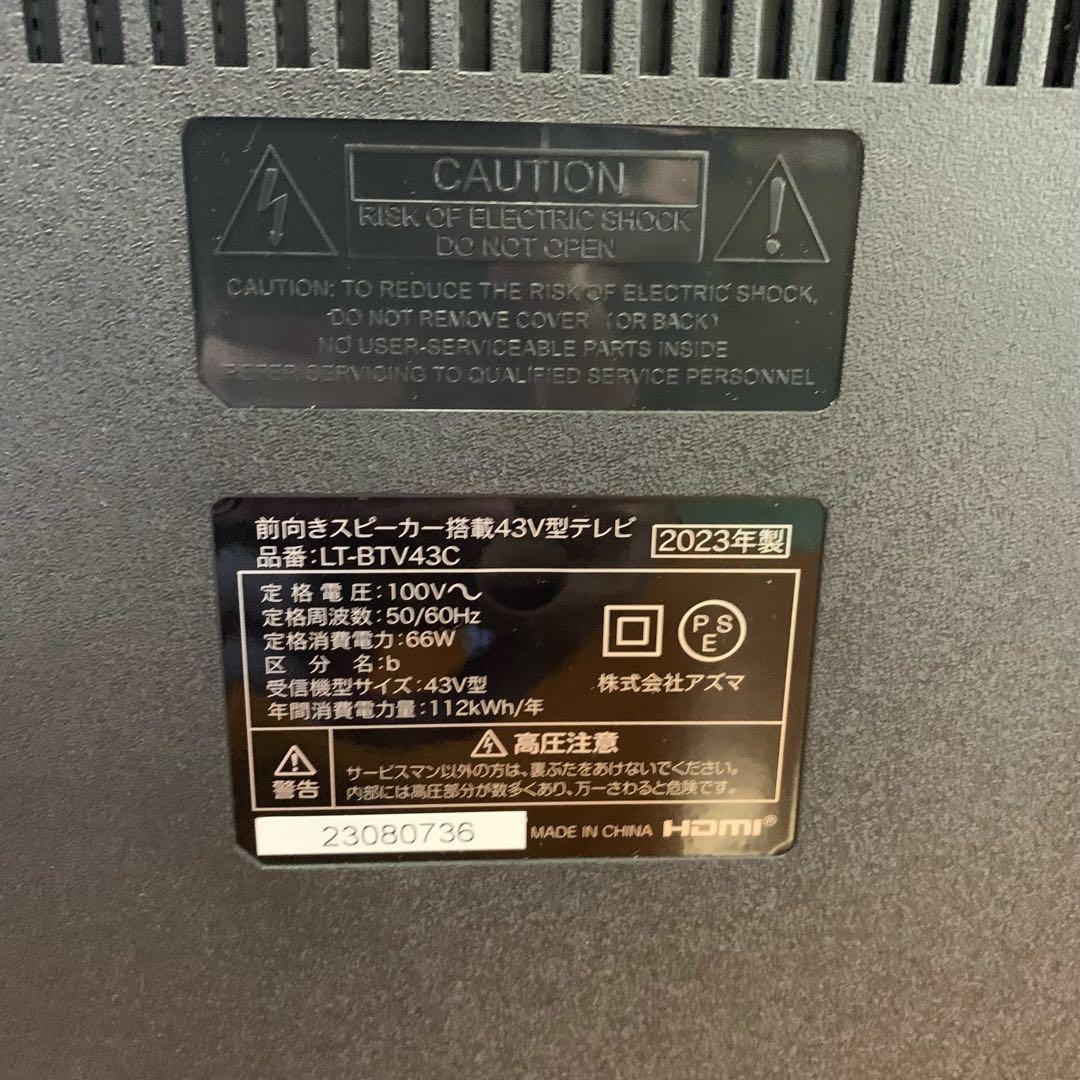 CAUTION
RISK OF ELECTRIC SHOCK
DO NOT OPEN
CAUTION: TO REDUCE THE RISK OF ELECTRIC SHOCK,
DO NOT REMOVE COVER (OR BACK)
NO USER-SERVICEABLE PARTS INSIDE
REFER SERVICING TO QUALIFIED SERVICE PERSONNEL
前向きスピーカー搭載43V型テレビ 2023年製
品番:LT-BTV43C
定格電圧:100V〜
定格周波数:50/60Hz
定格消費電力:66W
区分名:b
受信機型サイズ:43V型
年間消費電力量:112kWh/年
PSE
株式会社アズマ
警告
高圧注意
サービスマン以外の方は、裏ぶたをあけないでください。
内部には高圧部分が数多くあり、万一さわると危険です。
23080736 MADE IN CHINA HDMI®